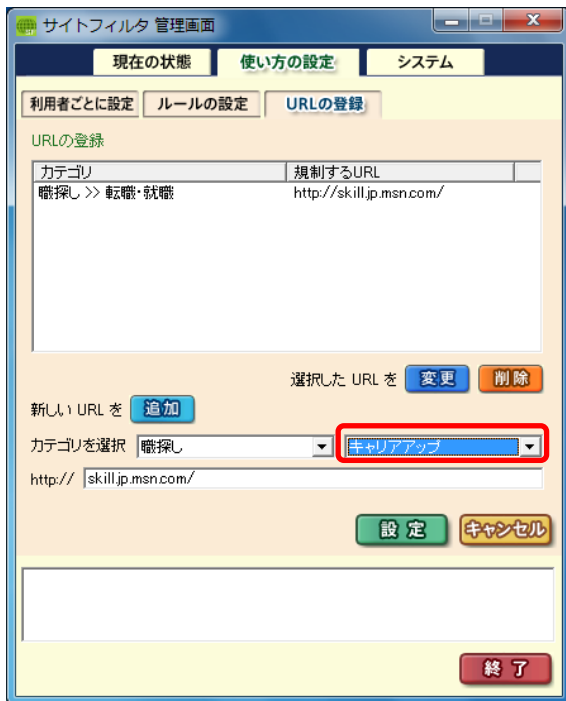 サイトフィルタ 管理画面
現在の状態 使い方の設定 システム
利用者ごとに設定 ルールの設定 URLの登録
URLの登録
カテゴリ 規制するURL
職探し >> 転職・就職 http://skill.jp.msn.com/
選択した URL を 変更 削除
新しい URL を 追加
カテゴリを選択 職探し キャリアアップ
http:// skill.jp.msn.com/
設定 キャンセル
終了